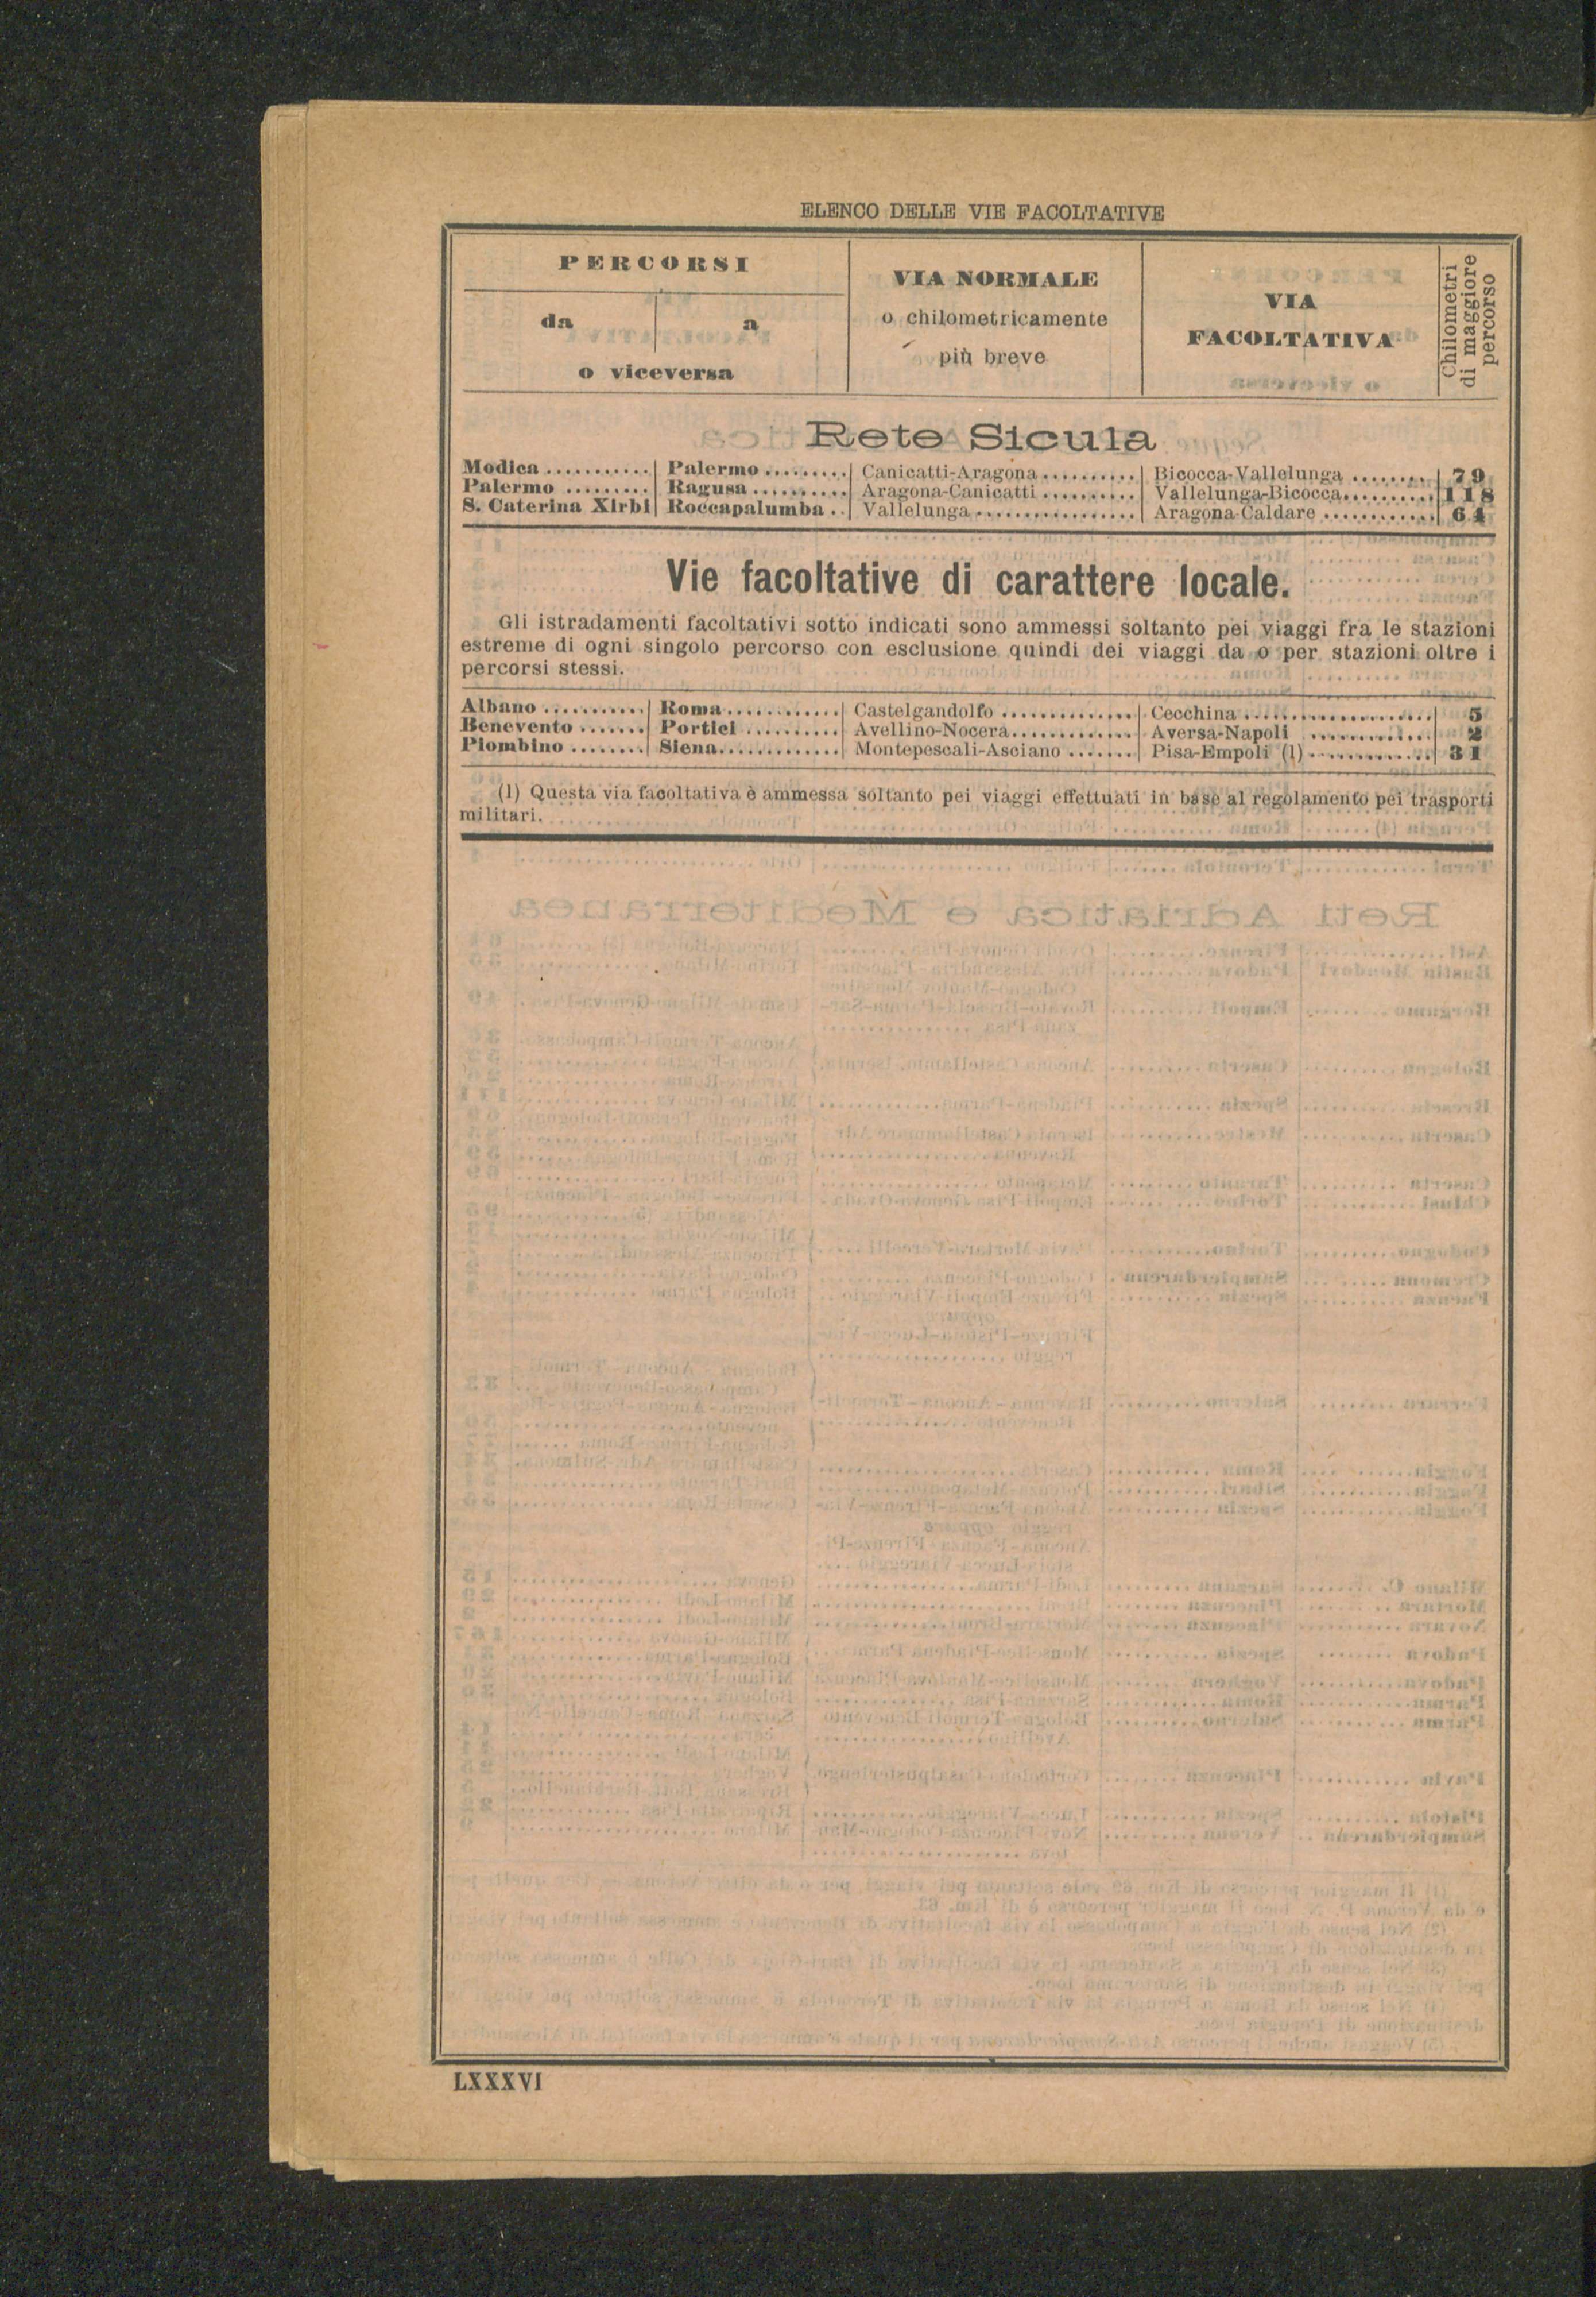 ELENCO DELLE VIE FACOLTATIVE
PERCORSI
da
a
o viceversa
VIA NORMALE
o chilometricamente
più breve
VIA
FACOLTATIVA
Chilometri
di maggiore
percorso
Rete Sicula
Modica ........... Palermo ......... Canicatti-Aragona .......... Bicocca-Vallelunga ........ 79
Palermo ......... Ragusa .......... Aragona-Canicatti .......... Vallelunga-Bicocca.......... 118
S. Caterina Xirbi Roccapalumba .. Vallelunga ................. Aragona-Caldare ............ 64
Vie facoltative di carattere locale.
Gli istradamenti facoltativi sotto indicati sono ammessi soltanto pei viaggi fra le stazioni
estreme di ogni singolo percorso con esclusione quindi dei viaggi da o per stazioni oltre i
percorsi stessi.
Albano ........... Roma ............ Castelgandolfo .............. Cecchina .................... 5
Benevento ....... Portici .......... Avellino-Nocera............. Aversa-Napoli ............. 2
Piombino ........ Siena............. Montepescali-Asciano ....... Pisa-Empoli (1) ............. 31
(1) Questa via facoltativa è ammessa soltanto pei viaggi effettuati in base al regolamento pei trasporti
militari.
LXXXVI